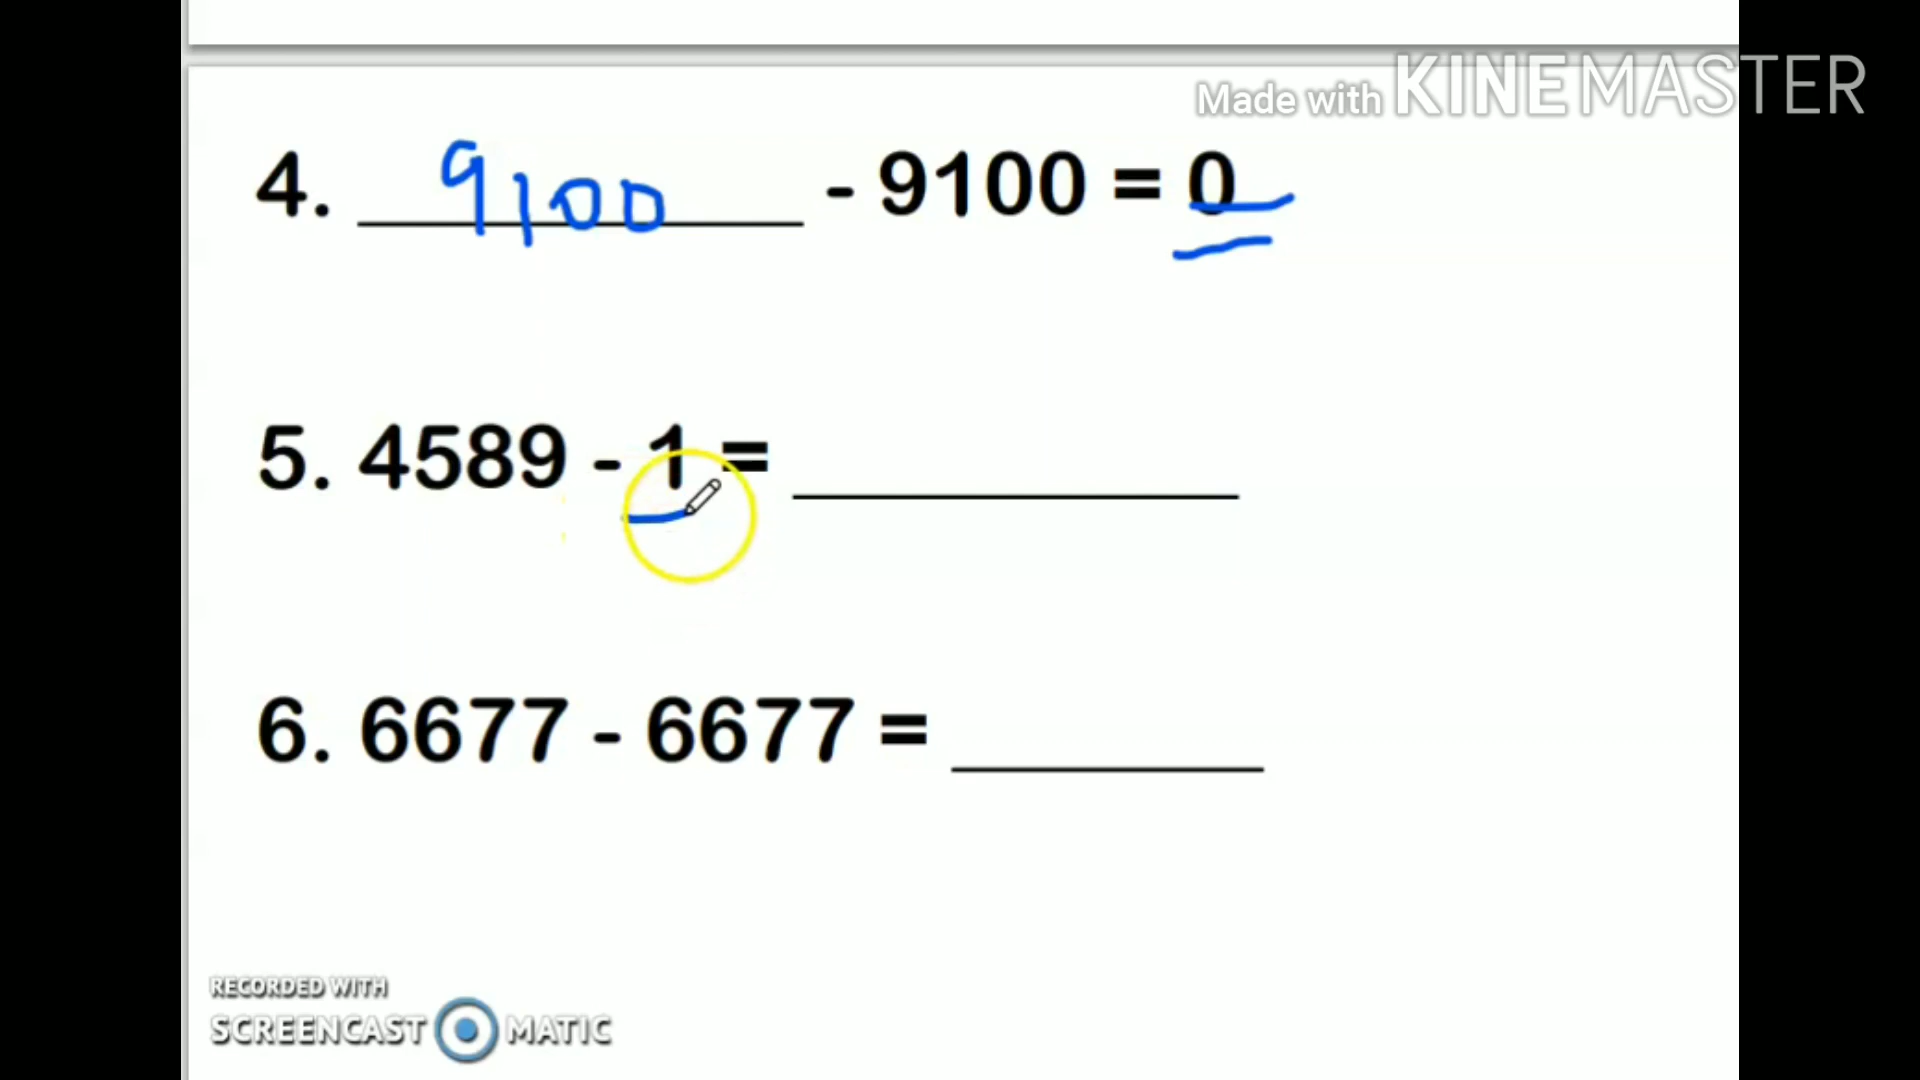 Made with KINEMASTER
4. 9100 - 9100 = 0
5. 4589 - 1 =
6. 6677 - 6677 =
RECORDED WITH
SCREENCAST MATIC